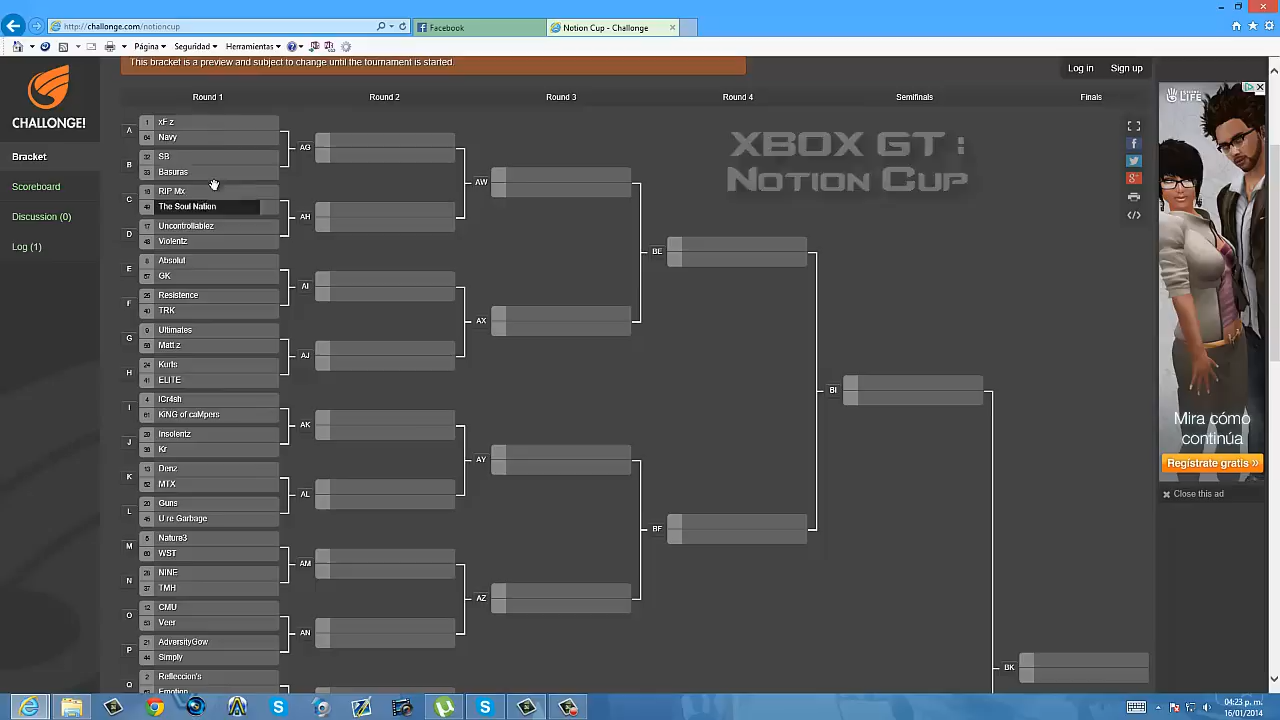 http://challonge.com/notioncup
Facebook
Notion Cup - Challonge
Página
Seguridad
Herramientas
This bracket is a preview and subject to change until the tournament is started.
Log in
Sign up
CHALLONGE!
Bracket
Scoreboard
Discussion (0)
Log (1)
Round 1
Round 2
Round 3
Round 4
Semifinals
Finals
XBOX GT :
Notion Cup
A
1 xF z
64 Navy
B
32 SB
33 Basuras
C
16 RIP Mx
49 The Soul Nation
D
17 Uncontrollablez
48 Violentz
E
8 Absolut
57 GK
F
25 Resistence
40 TRK
G
9 Ultimates
56 Matt z
H
24 Kurls
41 ELITE
I
4 ICr4sh
61 KiNG of caMpers
J
29 Insolentz
36 Kr
K
13 Denz
52 MTX
L
20 Guns
45 U re Garbage
M
5 Nature3
60 WST
N
28 NINE
37 TMH
O
12 CMU
53 Veer
P
21 AdversityGow
44 Simply
Q
2 Refleccion's
Emotion
AG
AH
AI
AJ
AK
AL
AM
AN
AW
AX
AY
AZ
BE
BF
BI
BK
LIFE
Mira cómo
continúa
Regístrate gratis »
Close this ad
04:23 p.m.
16/01/2014